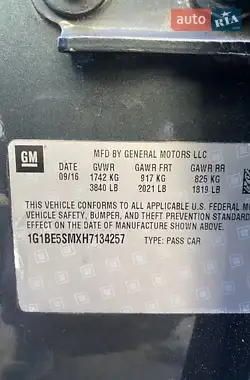 auto RIA
GM
MFD BY GENERAL MOTORS LLC
DATE GVWR GAWR FRT GAWR RR
09/16 1742 KG 917 KG 825 KG
3840 LB 2021 LB 1819 LB
THIS VEHICLE CONFORMS TO ALL APPLICABLE U.S. FEDERAL
VEHICLE SAFETY, BUMPER, AND THEFT PREVENTION STANDARD
EFFECT ON THE DATE OF MANUFACTURE SHOWN ABOVE.
1G1BE5SMXH7134257 TYPE: PASS CAR